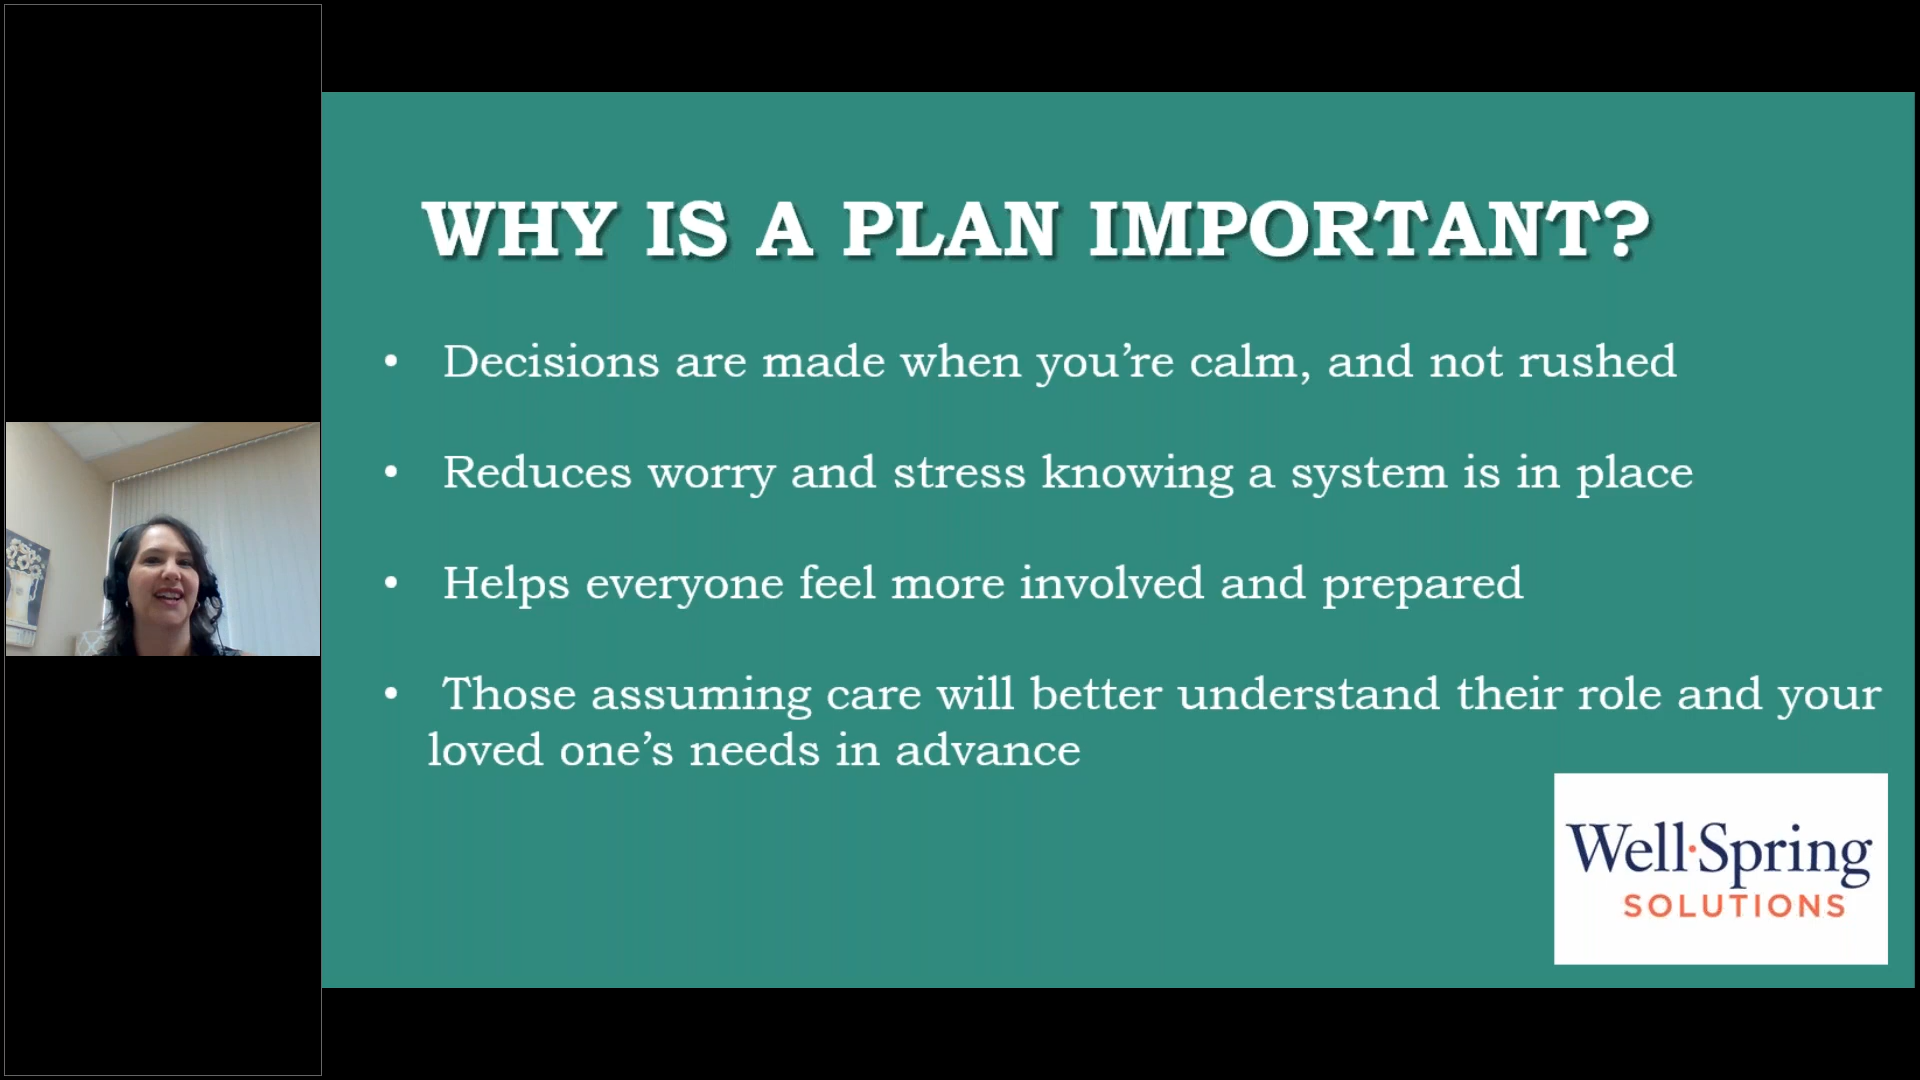 WHY IS A PLAN IMPORTANT?
• Decisions are made when you’re calm, and not rushed
• Reduces worry and stress knowing a system is in place
• Helps everyone feel more involved and prepared
• Those assuming care will better understand their role and your
loved one’s needs in advance
Well·Spring
SOLUTIONS